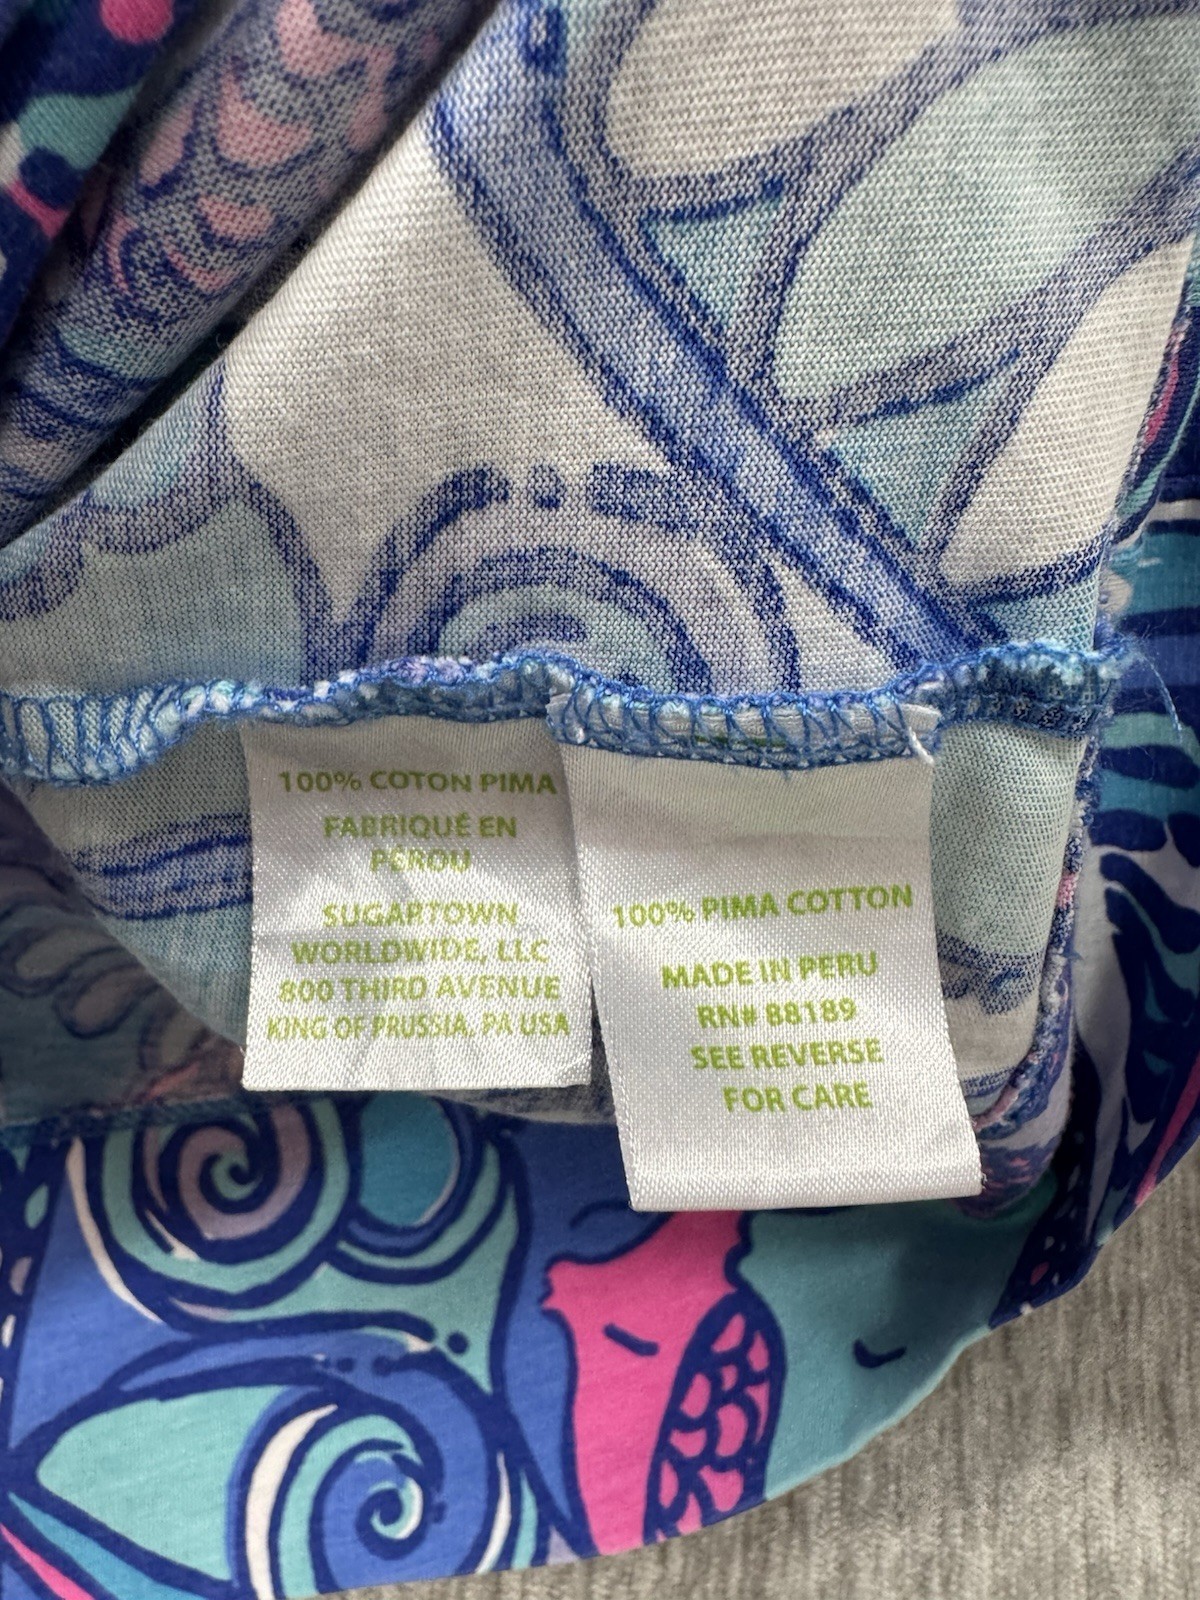 100% COTON PIMA
FABRIQUÉ EN
PÉROU
SUGARTOWN
WORLDWIDE, LLC
800 THIRD AVENUE
KING OF PRUSSIA, PA USA
100% PIMA COTTON
MADE IN PERU
RN# 88189
SEE REVERSE
FOR CARE